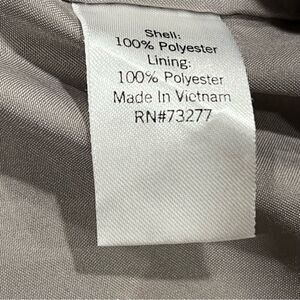 Shell:
100% Polyester
Lining:
100% Polyester
Made In Vietnam
RN#73277